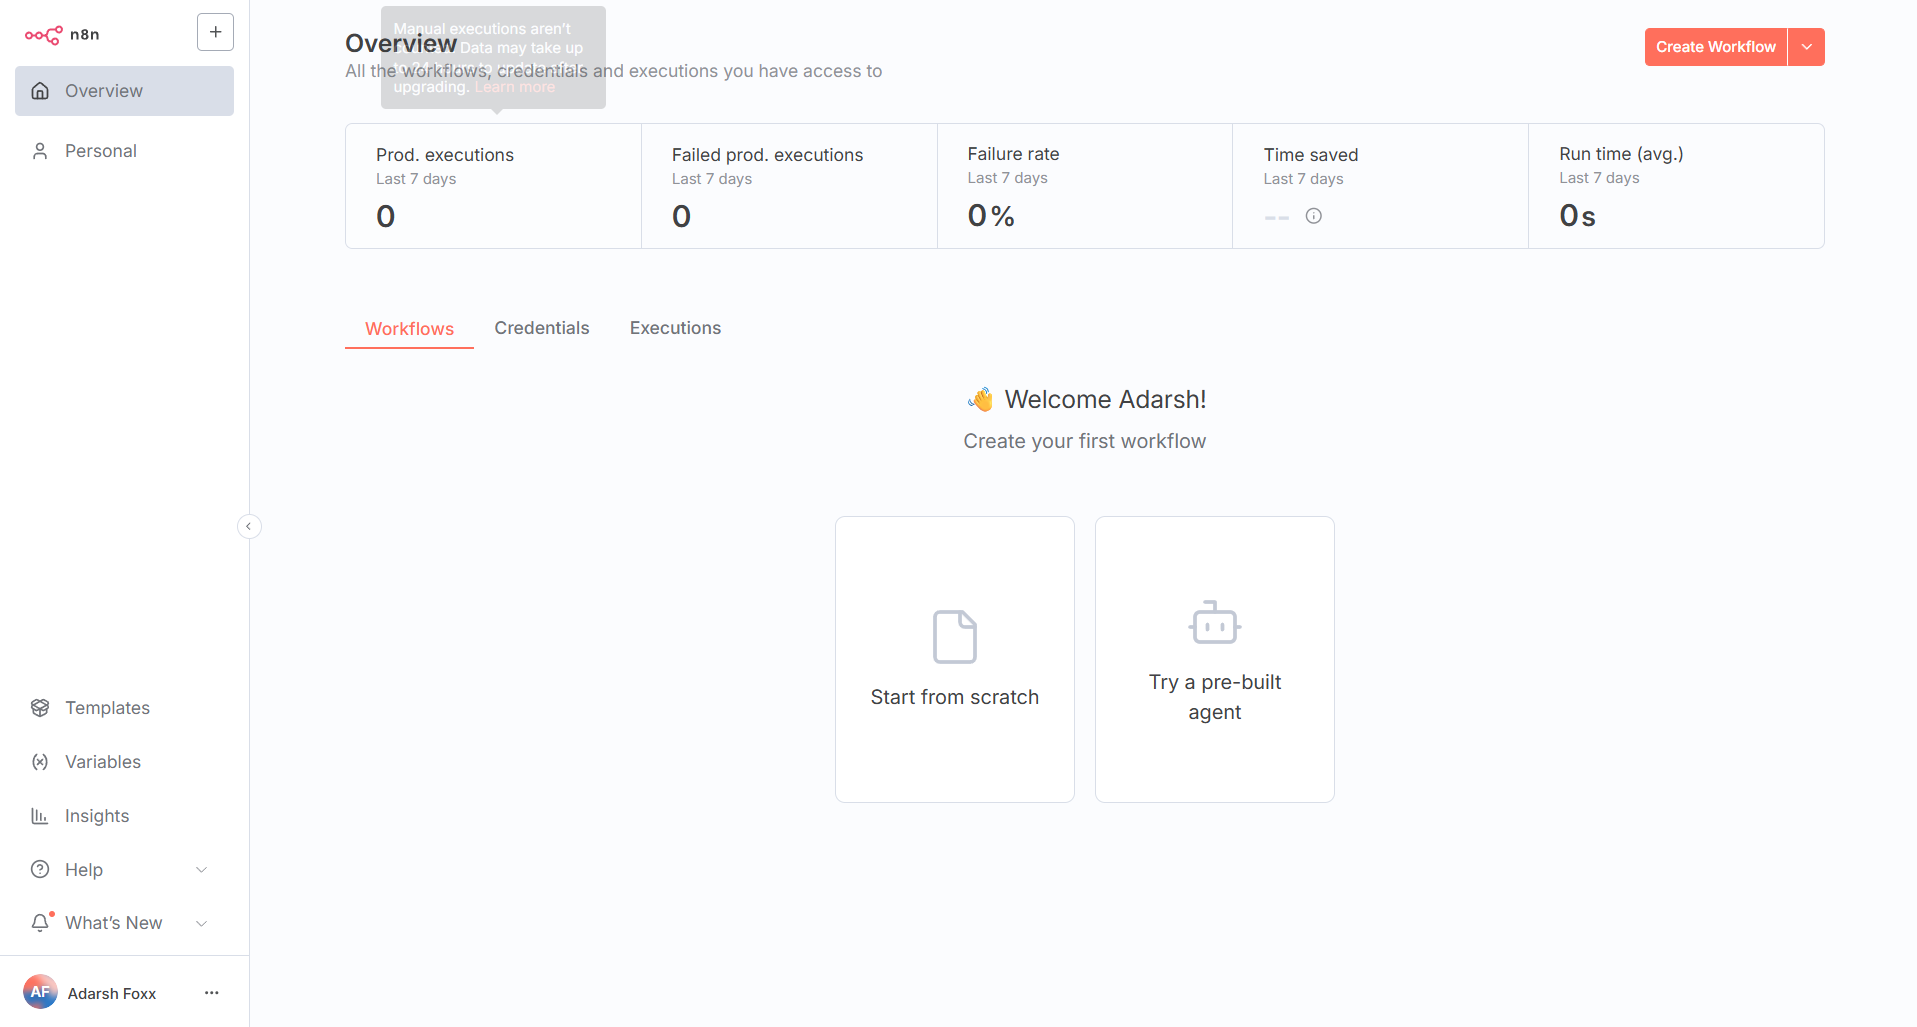 n8n
Overview
Personal
Templates
Variables
Insights
Help
What's New
AF
Adarsh Foxx
Manual executions aren't
Data may take up
upgrading. Learn more
Overview
All the workflows, credentials and executions you have access to
Create Workflow
Prod. executions
Last 7 days
0
Failed prod. executions
Last 7 days
0
Failure rate
Last 7 days
0%
Time saved
Last 7 days
--
Run time (avg.)
Last 7 days
0s
Workflows
Credentials
Executions
👋 Welcome Adarsh!
Create your first workflow
Start from scratch
Try a pre-built
agent